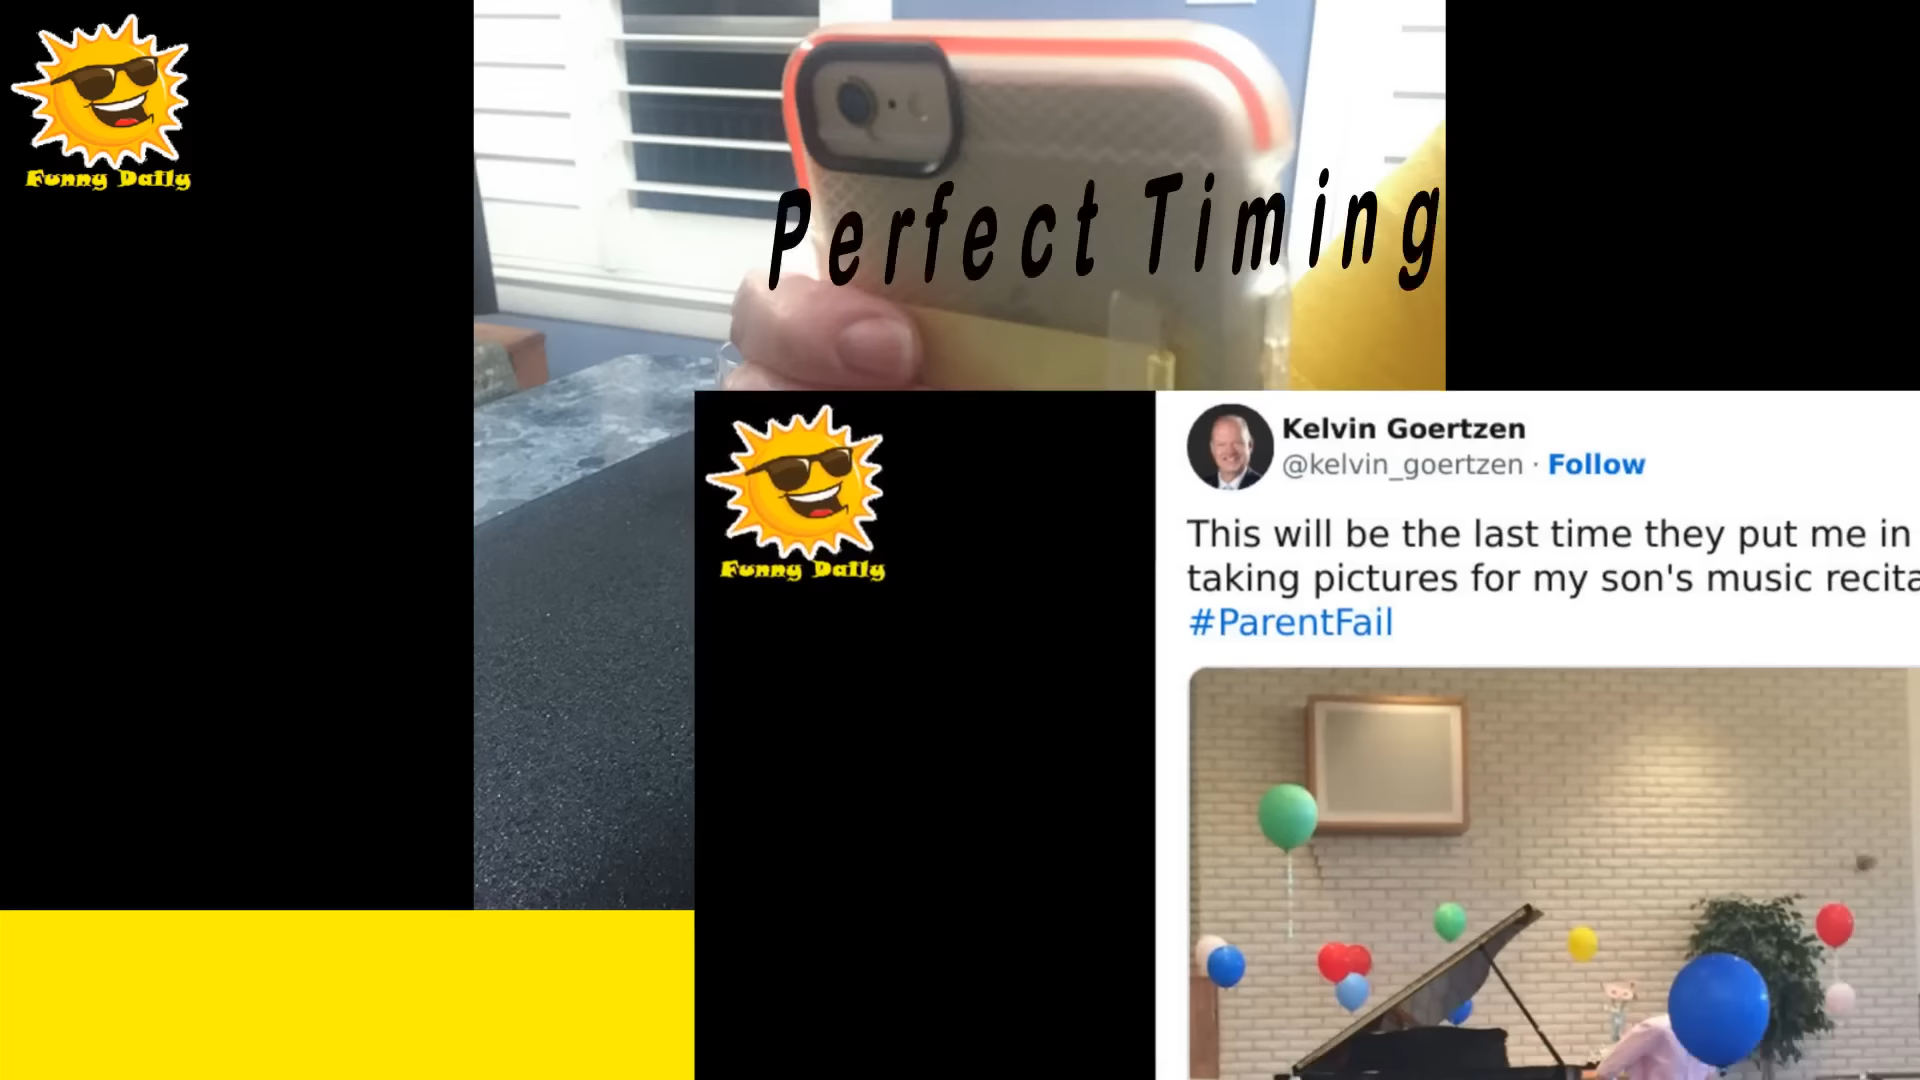 Funny Daily
Perfect Timing
Funny Daily
Kelvin Goertzen
@kelvin_goertzen · Follow
This will be the last time they put me in
taking pictures for my son's music recita
#ParentFail